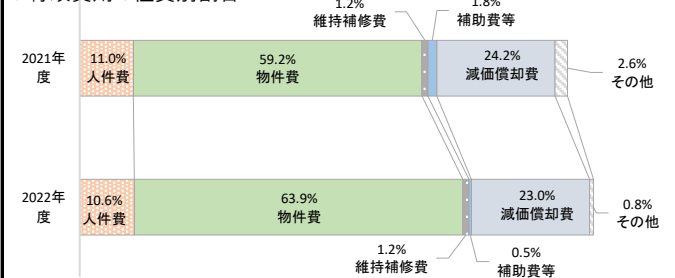 1.2%
維持補修費
1.8%
補助費等
2021年
度
11.0%
人件費
59.2%
物件費
24.2%
減価償却費
2.6%
その他
2022年
度
10.6%
人件費
63.9%
物件費
23.0%
減価償却費
0.8%
その他
1.2%
維持補修費
0.5%
補助費等